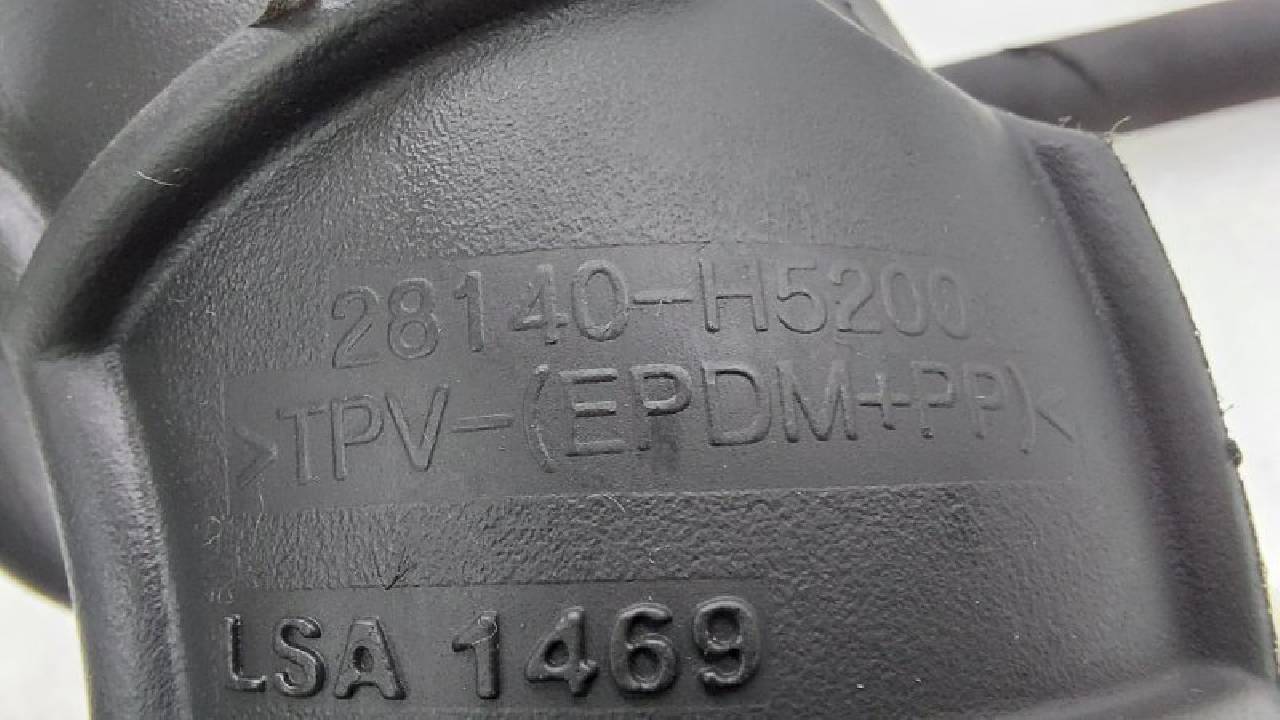 28140-H5200
>TPV-(EPDM+PP)<
LSA 1469